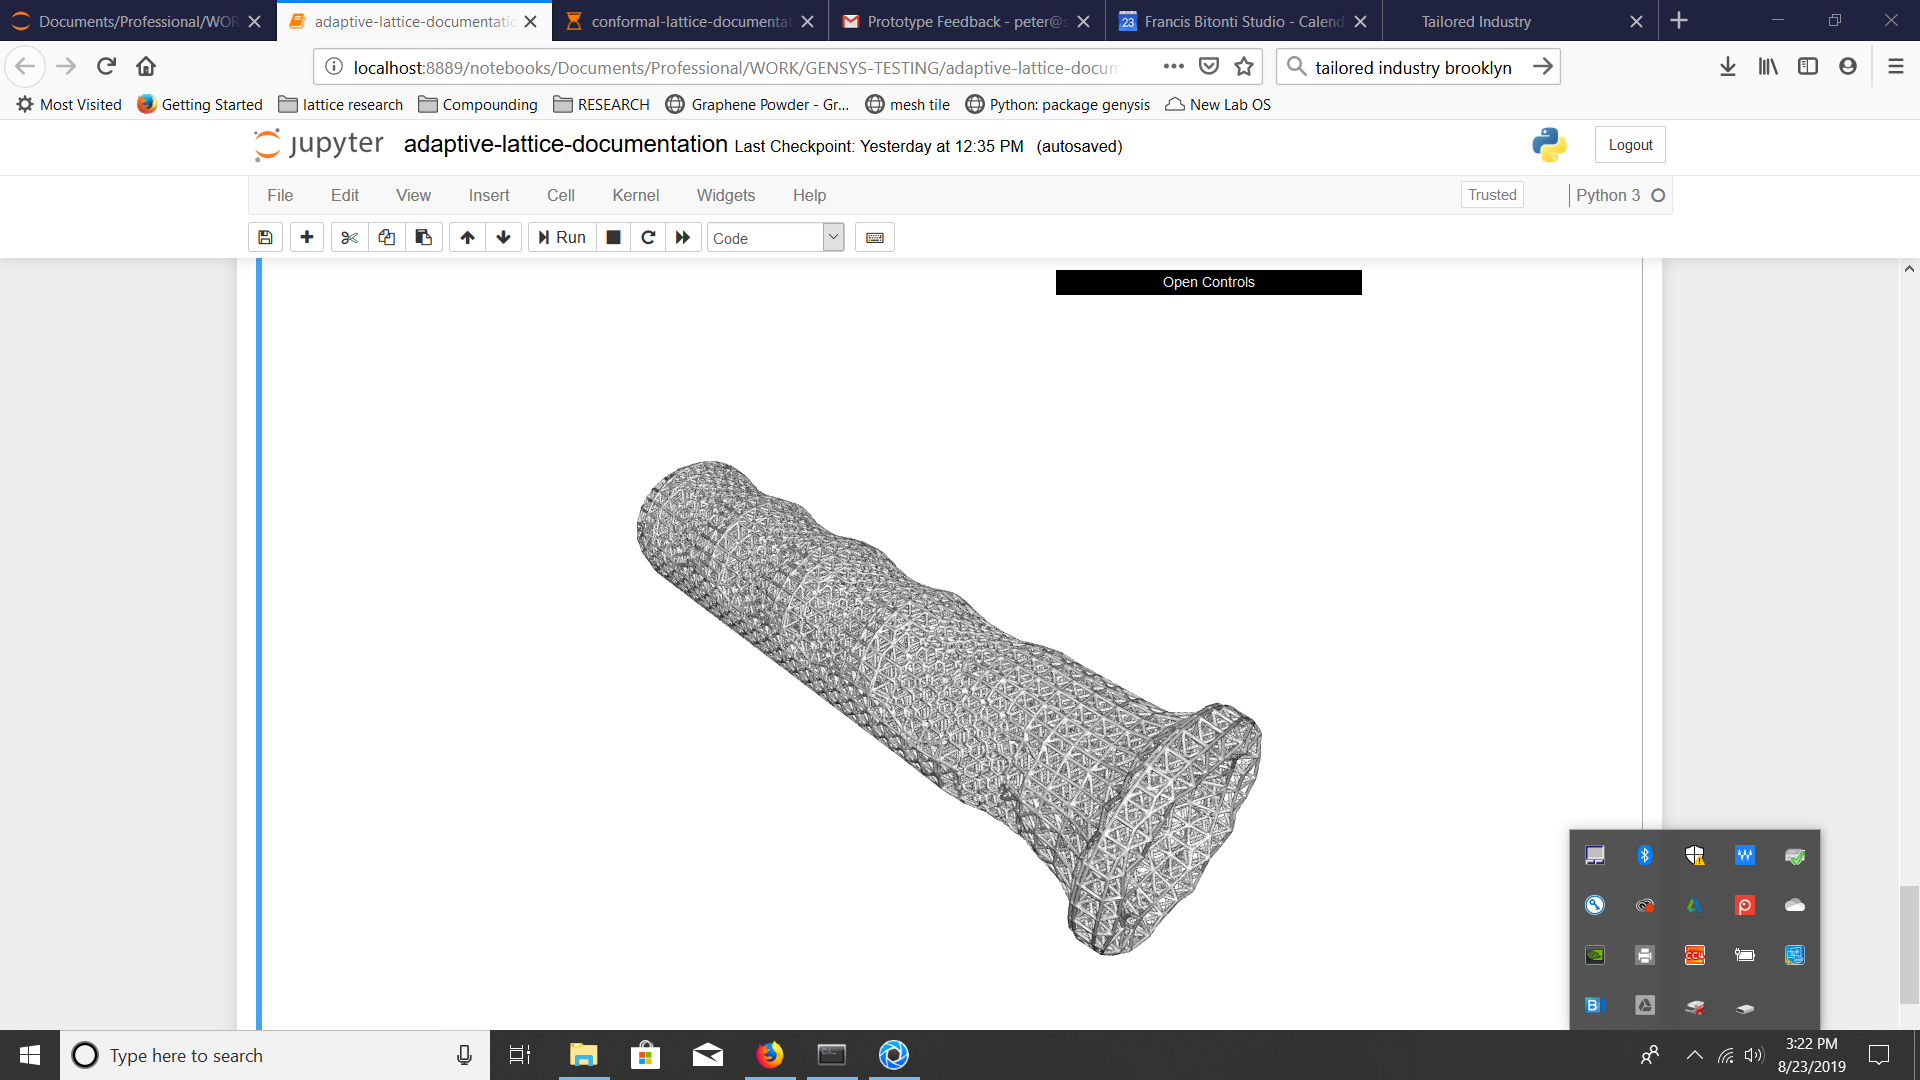 Documents/Professional/WOR
adaptive-lattice-documentatio
conformal-lattice-documentat
Prototype Feedback - peter@s
Francis Bitonti Studio - Calend
Tailored Industry
localhost:8889/notebooks/Documents/Professional/WORK/GENSYS-TESTING/adaptive-lattice-docum
tailored industry brooklyn
Most Visited
Getting Started
lattice research
Compounding
RESEARCH
Graphene Powder - Gr...
mesh tile
Python: package genysis
New Lab OS
jupyter
adaptive-lattice-documentation Last Checkpoint: Yesterday at 12:35 PM (autosaved)
Logout
File Edit View Insert Cell Kernel Widgets Help
Trusted
Python 3
Run
Code
Open Controls
Type here to search
3:22 PM
8/23/2019